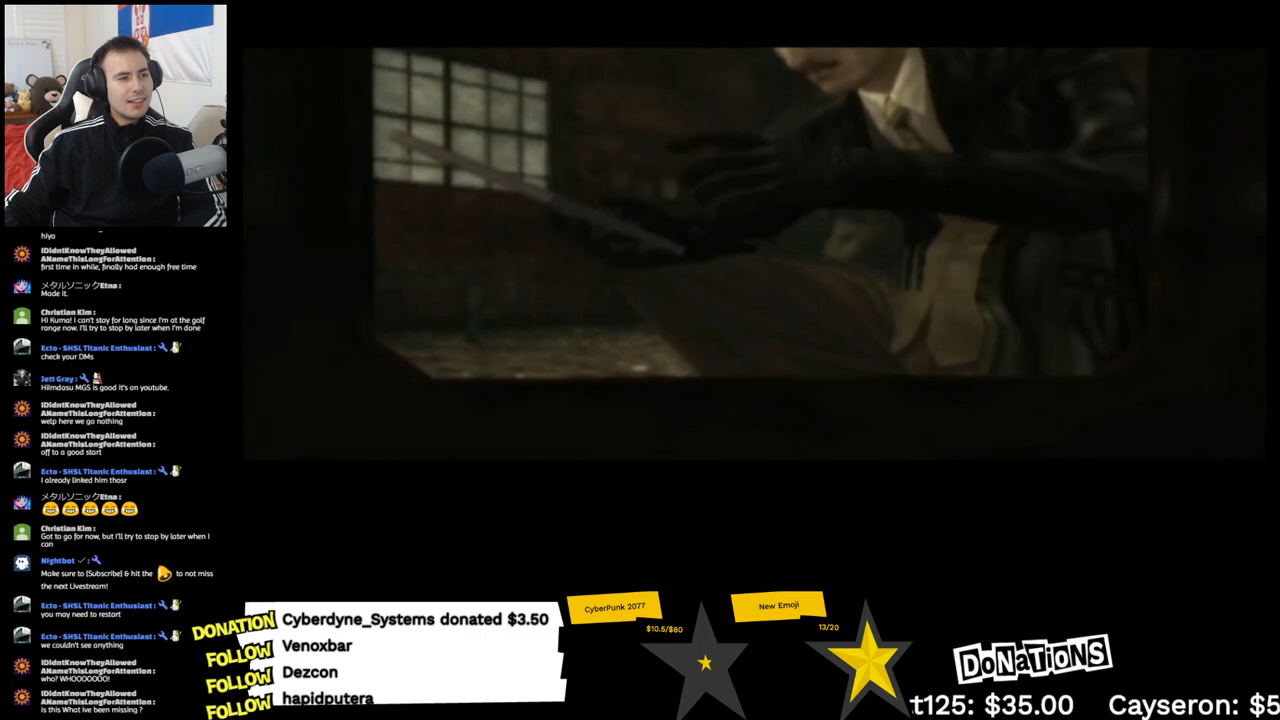 hiya
IDidntKnowTheyAllowed
ANameThisLongForAttention :
first time in while, finally had enough free time
メタルソニックEtna :
Made it.
Christian Kim :
Hi Kuma! I can't stay for long since I'm at the golf
range now. I'll try to stop by later when I'm done
Ecto - SHSL Titanic Enthusiast :
check your DMs
Jett Gray :
Hilmdasu MGS is good it's on youtube.
IDidntKnowTheyAllowed
ANameThisLongForAttention :
welp here we go nothing
IDidntKnowTheyAllowed
ANameThisLongForAttention :
off to a good start
Ecto - SHSL Titanic Enthusiast :
I already linked him thosr
メタルソニックEtna :
Christian Kim :
Got to go for now, but I'll try to stop by later when I
can
Nightbot ✓ :
Make sure to [Subscribe] & hit the to not miss
the next Livestream!
Ecto - SHSL Titanic Enthusiast :
you may need to restart
Ecto - SHSL Titanic Enthusiast :
we couldn't see anything
IDidntKnowTheyAllowed
ANameThisLongForAttention :
who? WHOOOOOOO!
IDidntKnowTheyAllowed
ANameThisLongForAttention :
is this What Ive been missing ?
DONATION Cyberdyne_Systems donated $3.50
FOLLOW Venoxbar
FOLLOW Dezcon
FOLLOW hapidputera
CyberPunk 2077
$10.5/$60
New Emoji
13/20
DONATIONS
t125: $35.00 Cayseron: $5